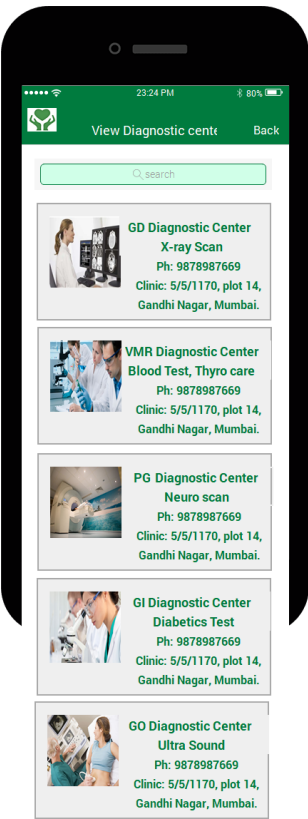 23:24 PM
80%
View Diagnostic cente
Back
search
GD Diagnostic Center
X-ray Scan
Ph: 9878987669
Clinic: 5/5/1170, plot 14,
Gandhi Nagar, Mumbai.
VMR Diagnostic Center
Blood Test, Thyro care
Ph: 9878987669
Clinic: 5/5/1170, plot 14,
Gandhi Nagar, Mumbai.
PG Diagnostic Center
Neuro scan
Ph: 9878987669
Clinic: 5/5/1170, plot 14,
Gandhi Nagar, Mumbai.
GI Diagnostic Center
Diabetics Test
Ph: 9878987669
Clinic: 5/5/1170, plot 14,
Gandhi Nagar, Mumbai.
GO Diagnostic Center
Ultra Sound
Ph: 9878987669
Clinic: 5/5/1170, plot 14,
Gandhi Nagar, Mumbai.